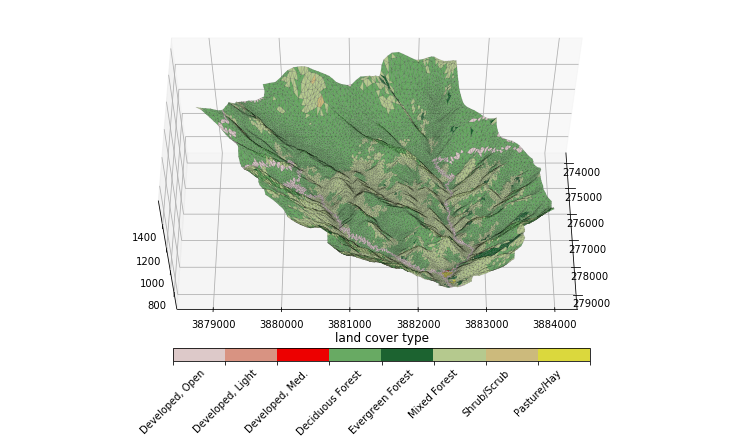 274000
275000
276000
277000
278000
279000
1400
1200
1000
800
3879000 3880000 3881000 3882000 3883000 3884000
land cover type
Developed, Open
Developed, Light
Developed, Med.
Deciduous Forest
Evergreen Forest
Mixed Forest
Shrub/Scrub
Pasture/Hay